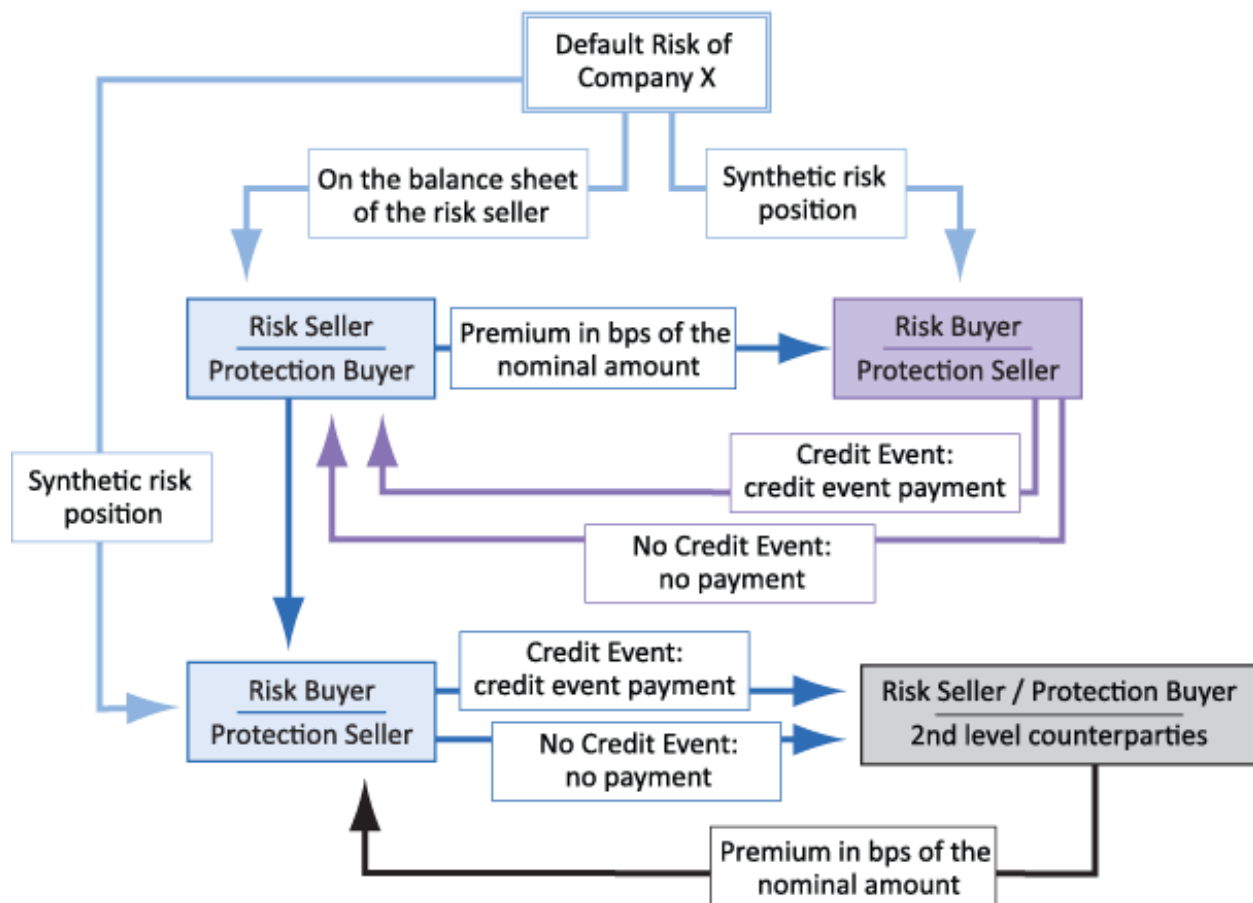 Default Risk of
Company X
On the balance sheet
of the risk seller
Synthetic risk
position
Risk Seller
Protection Buyer
Premium in bps of the
nominal amount
Risk Buyer
Protection Seller
Credit Event:
credit event payment
Synthetic risk
position
No Credit Event:
no payment
Risk Buyer
Protection Seller
Credit Event:
credit event payment
No Credit Event:
no payment
Risk Seller / Protection Buyer
2nd level counterparties
Premium in bps of the
nominal amount